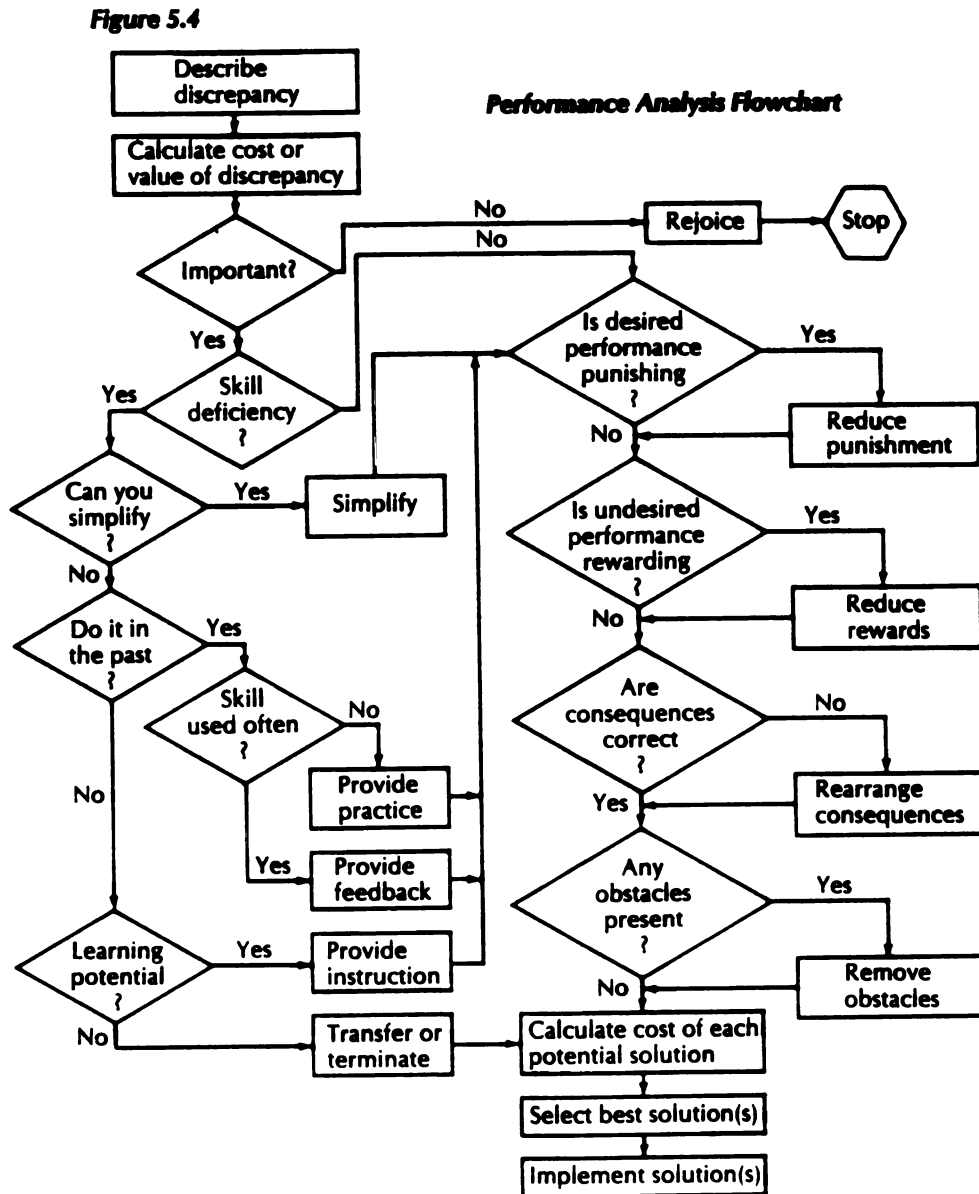 Figure 5.4
Performance Analysis Flowchart
Describe
discrepancy
Calculate cost or
value of discrepancy
Important?
No
Rejoice
Stop
No
Yes
Skill
deficiency
?
Yes
Can you
simplify
?
Yes
Simplify
No
Do it in
the past
?
Yes
Skill
used often
?
No
Provide
practice
Yes
Provide
feedback
No
Learning
potential
?
Yes
Provide
instruction
No
Transfer or
terminate
Is desired
performance
punishing
?
Yes
Reduce
punishment
No
Is undesired
performance
rewarding
?
Yes
Reduce
rewards
No
Are
consequences
correct
?
No
Rearrange
consequences
Yes
Any
obstacles
present
?
Yes
Remove
obstacles
No
Calculate cost of each
potential solution
Select best solution(s)
Implement solution(s)